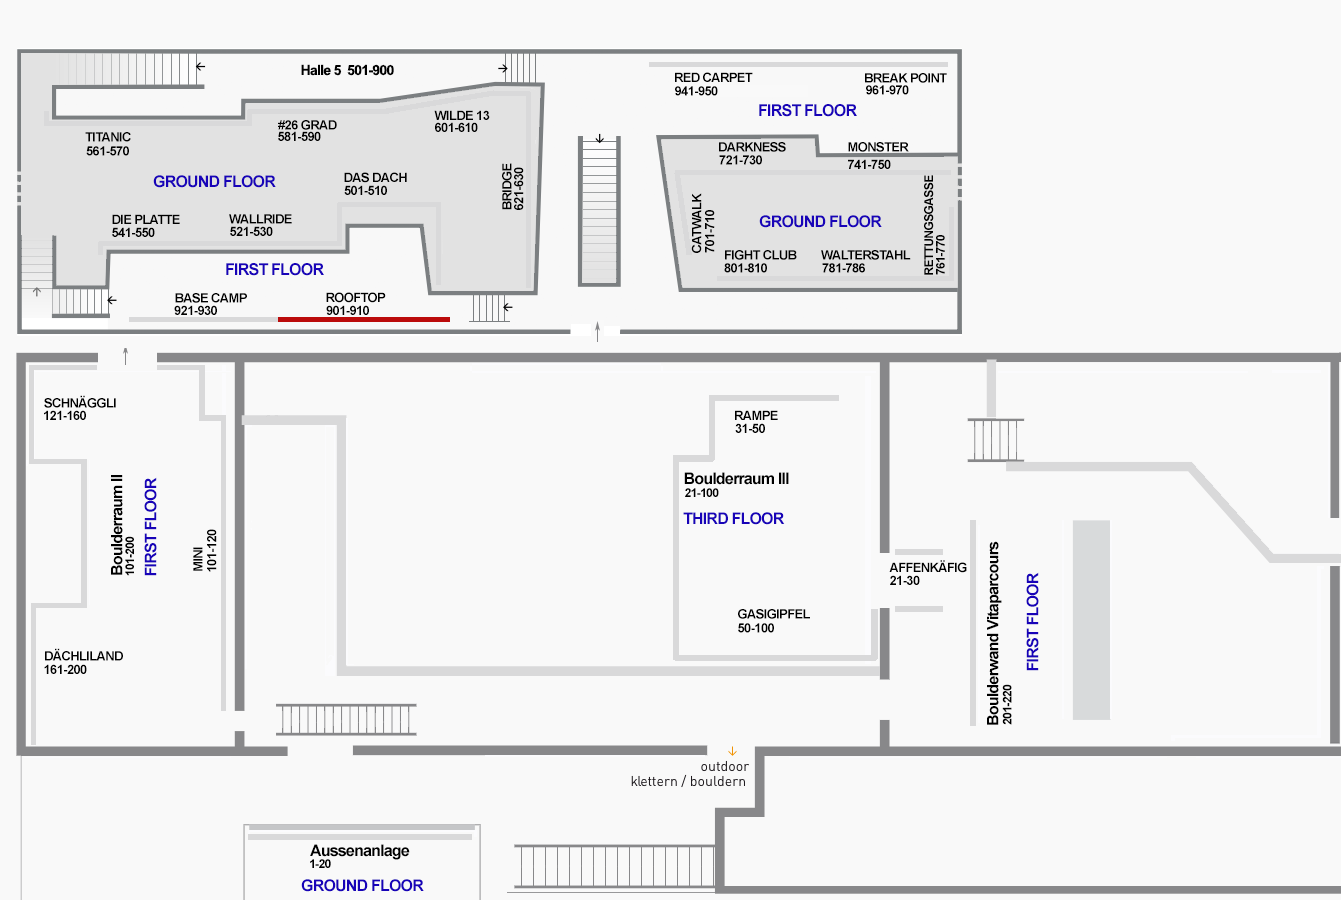 Halle 5 501-900
RED CARPET
941-950
BREAK POINT
961-970
FIRST FLOOR
TITANIC
561-570
#26 GRAD
581-590
WILDE 13
601-610
GROUND FLOOR
DAS DACH
501-510
BRIDGE
621-630
DIE PLATTE
541-550
WALLRIDE
521-530
FIRST FLOOR
BASE CAMP
921-930
ROOFTOP
901-910
DARKNESS
721-730
MONSTER
741-750
CATWALK
701-710
GROUND FLOOR
FIGHT CLUB
801-810
WALTERSTAHL
781-786
RETTUNGSGASSE
761-770
SCHNÄGGLI
121-160
Boulderraum II
101-200
FIRST FLOOR
MINI
101-120
DÄCHLILAND
161-200
RAMPE
31-50
Boulderraum III
21-100
THIRD FLOOR
GASIGIPFEL
50-100
AFFENKÄFIG
21-30
Boulderwand Vitaparcours
201-220
FIRST FLOOR
outdoor
klettern / bouldern
Aussenanlage
1-20
GROUND FLOOR